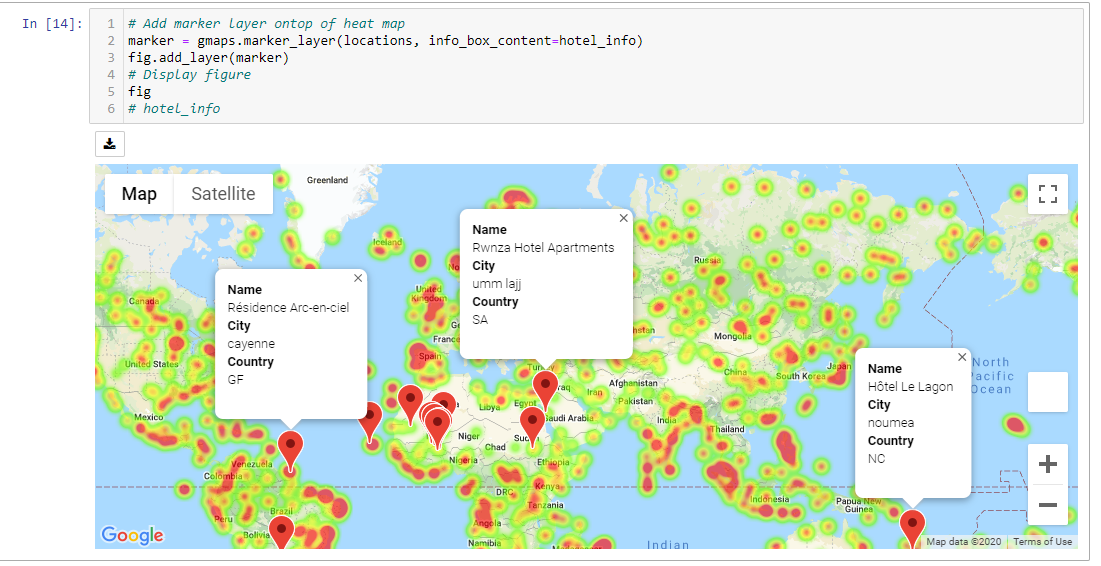 In [14]:
1 # Add marker layer ontop of heat map
2 marker = gmaps.marker_layer(locations, info_box_content=hotel_info)
3 fig.add_layer(marker)
4 # Display figure
5 fig
6 # hotel_info
Map Satellite
Greenland
Iceland
Russia
Canada
United
Kingdom
France
Spain
United States
Mexico
Venezuela
Colombia
Peru
Brazil
Bolivia
Name
Résidence Arc-en-ciel
City
cayenne
Country
GF
Name
Rwnza Hotel Apartments
City
umm lajj
Country
SA
Name
Hôtel Le Lagon
City
noumea
Country
NC
Mongolia
China
South Korea
Japan
North
Pacific
Ocean
Afghanistan
Iran
Pakistan
India
Thailand
Libya
Egypt
Saudi Arabia
Niger
Chad
Nigeria
Ethiopia
DRC
Kenya
Tanzania
Angola
Namibia
Indonesia
Papua New
Guinea
Indian
Google
Map data ©2020
Terms of Use